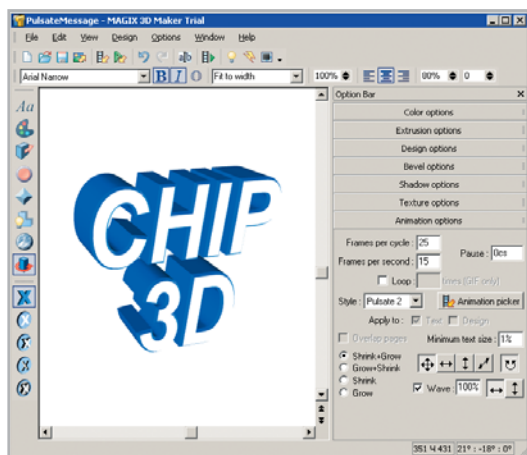 PulsateMessage - MAGIX 3D Maker Trial
File Edit View Design Options Window Help
Arial Narrow B I O Fit to width 100% 80% 0
Aa
CHIP
3D
Option Bar
Color options
Extrusion options
Design options
Bevel options
Shadow options
Texture options
Animation options
Frames per cycle : 25
Pause : 0cs
Frames per second : 15
Loop : times (GIF only)
Style : Pulsate 2 Animation picker
Apply to : Text Design
Overlap pages Minimum text size : 1%
Shrink+Grow
Grow+Shrink
Shrink
Grow
Wave : 100%
351 4 431 21° : -18° : 0°